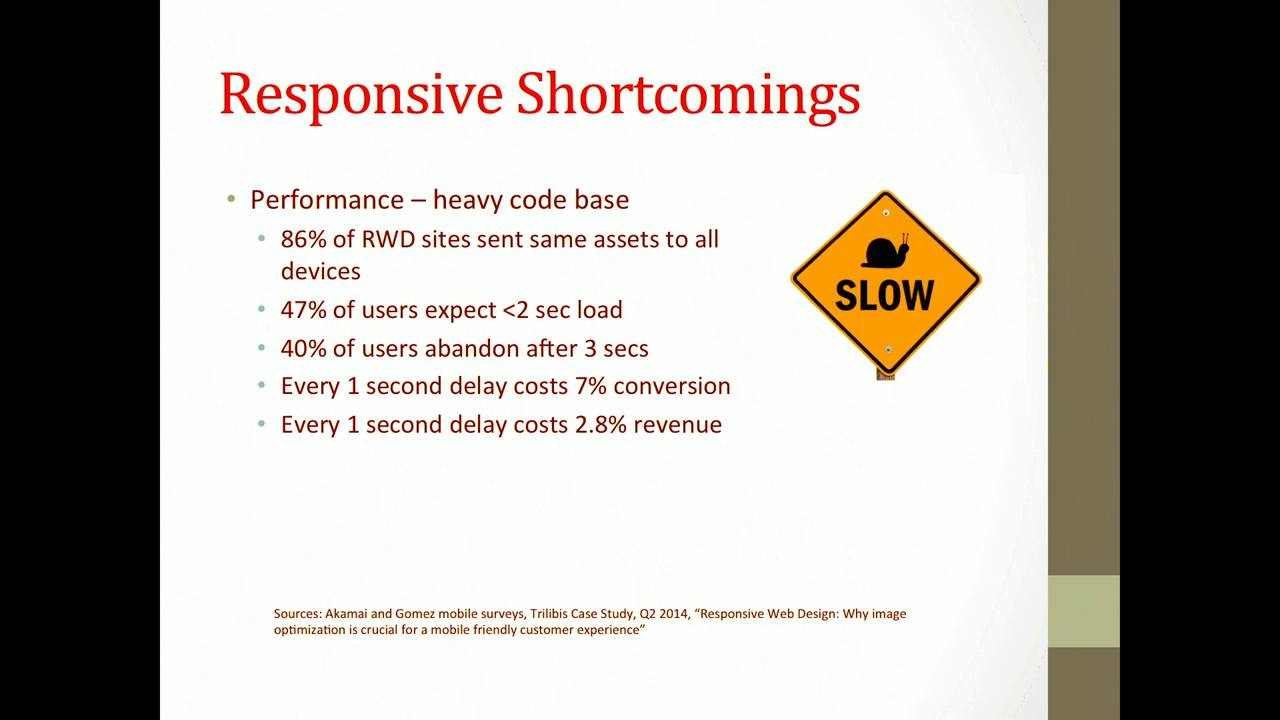 Responsive Shortcomings
• Performance – heavy code base
• 86% of RWD sites sent same assets to all
devices
• 47% of users expect <2 sec load
• 40% of users abandon after 3 secs
• Every 1 second delay costs 7% conversion
• Every 1 second delay costs 2.8% revenue
SLOW
Sources: Akamai and Gomez mobile surveys, Trilibis Case Study, Q2 2014, “Responsive Web Design: Why image
optimization is crucial for a mobile friendly customer experience”